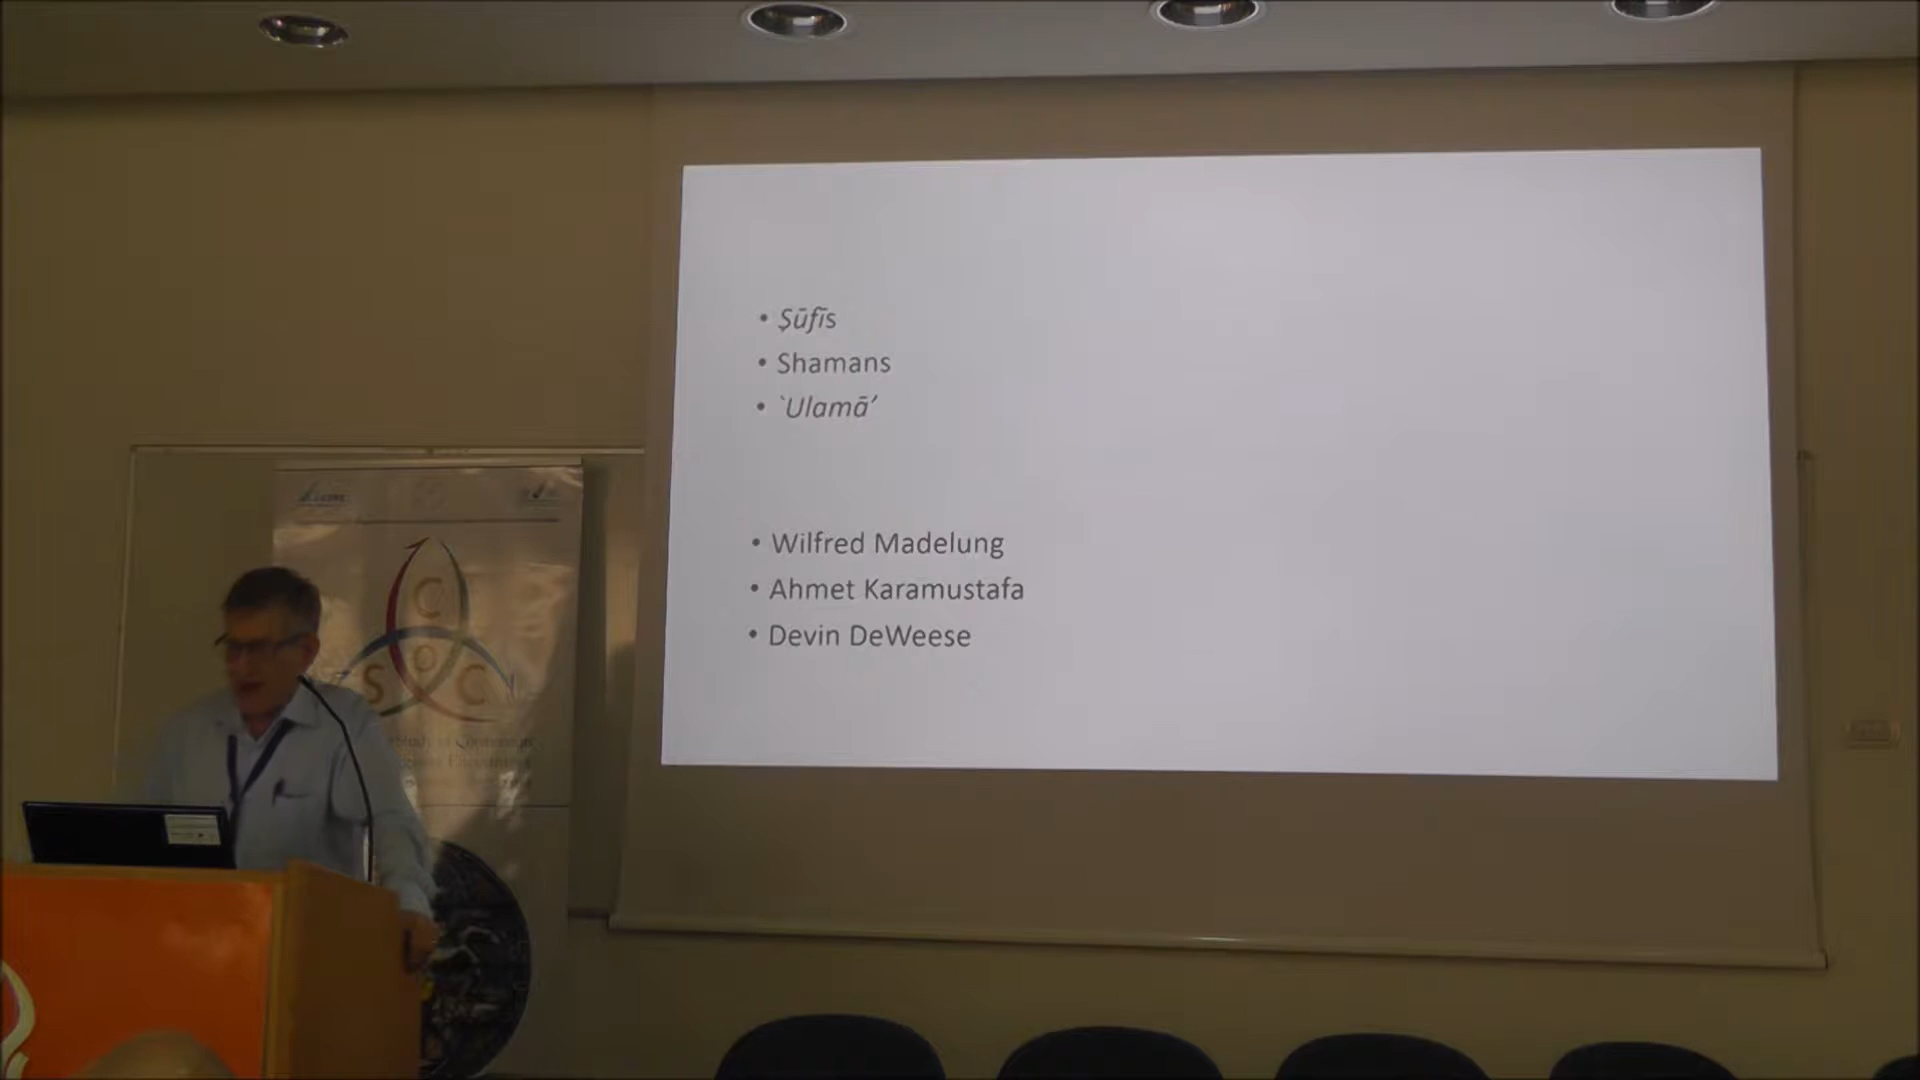 • Ṣūfīs
• Shamans
• `Ulamā’
• Wilfred Madelung
• Ahmet Karamustafa
• Devin DeWeese
C
O
S C